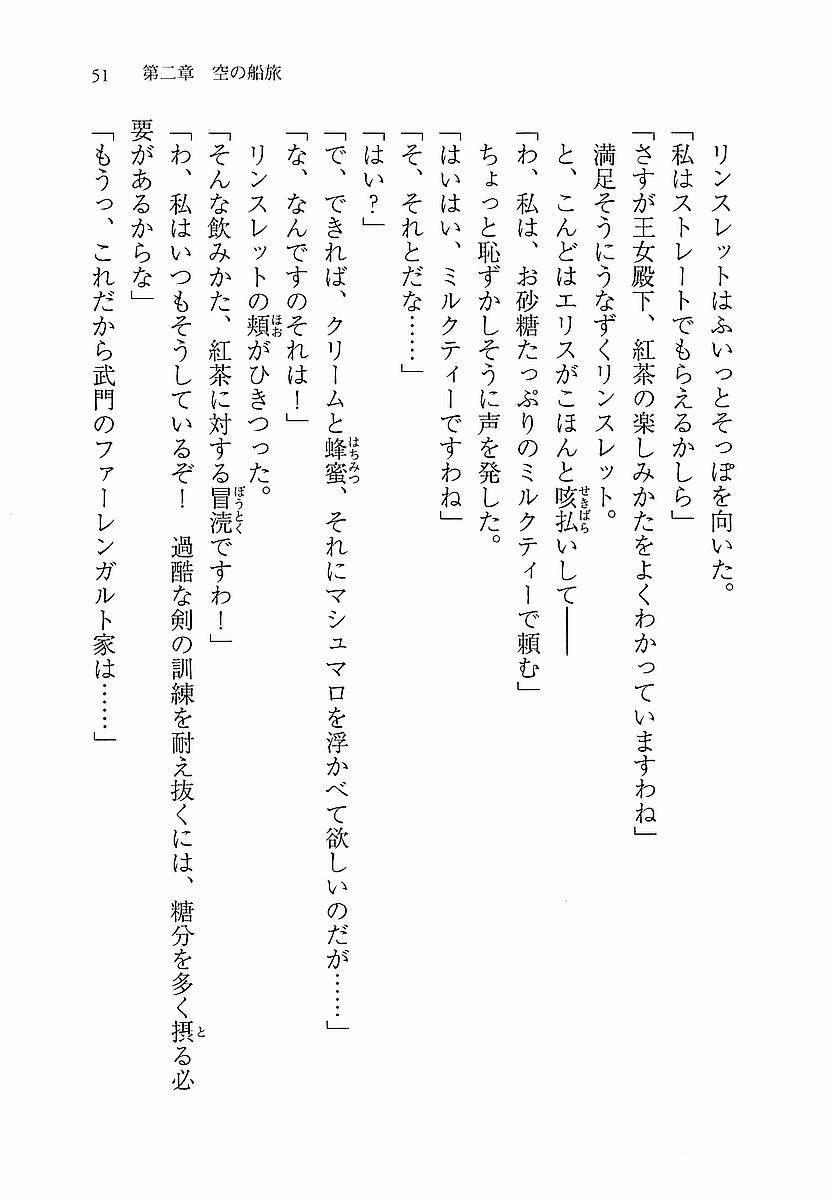 51　第二章　空の船旅
　リンスレットはふいっとそっぽを向いた。
「私はストレートでもらえるかしら」
「さすが王女殿下、紅茶の楽しみかたをよくわかっていますわね」
　満足そうにうなずくリンスレット。
　と、こんどはエリスがこほんと咳払いして――
「わ、私は、お砂糖たっぷりのミルクティーで頼む」
　ちょっと恥ずかしそうに声を発した。
「はいはい、ミルクティーですわね」
「そ、それとだな……」
「はい？」
「で、できれば、クリームと蜂蜜、それにマシュマロを浮かべて欲しいのだが……」
「な、なんですのそれは！」
　リンスレットの頬がひきつった。
「そんな飲みかた、紅茶に対する冒涜ですわ！」
「わ、私はいつもそうしているぞ！　過酷な剣の訓練を耐え抜くには、糖分を多く摂る必
要があるからな」
「もうっ、これだから武門のファーレンガルト家は……」